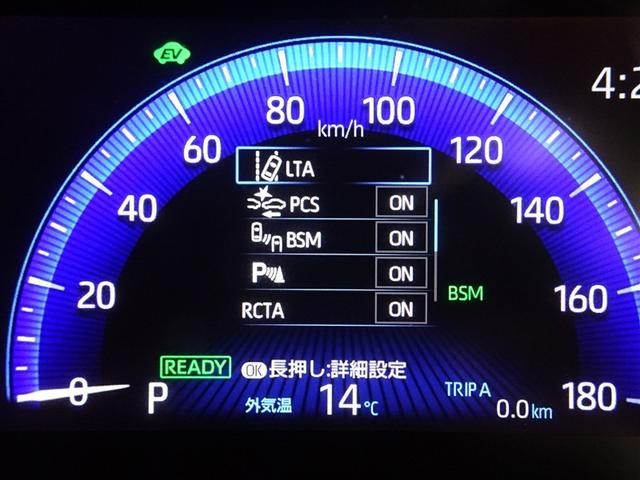 EV
4:2
0
20
40
60
80
100
120
140
160
180
km/h
LTA
PCS ON
BSM ON
P ON
RCTA ON
BSM
READY
OK 長押し:詳細設定
P
外気温 14℃
TRIP A
0.0 km